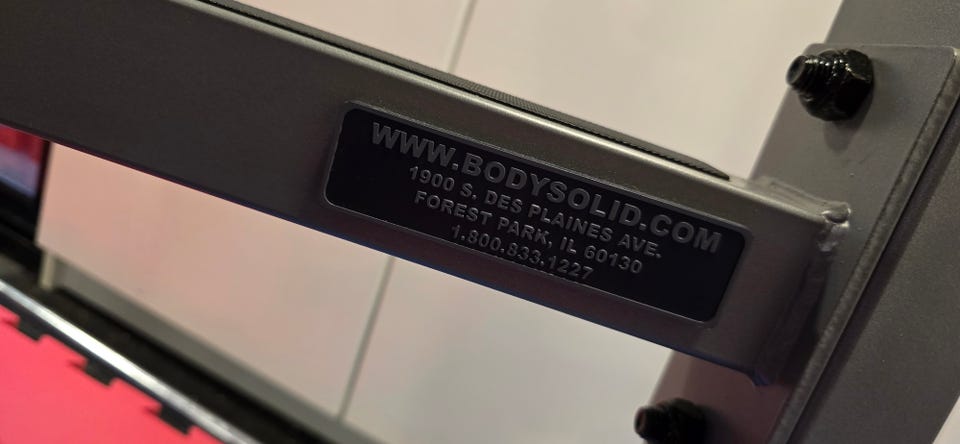 WWW.BODYSOLID.COM
1900 S. DES PLAINES AVE.
FOREST PARK, IL 60130
1.800.833.1227